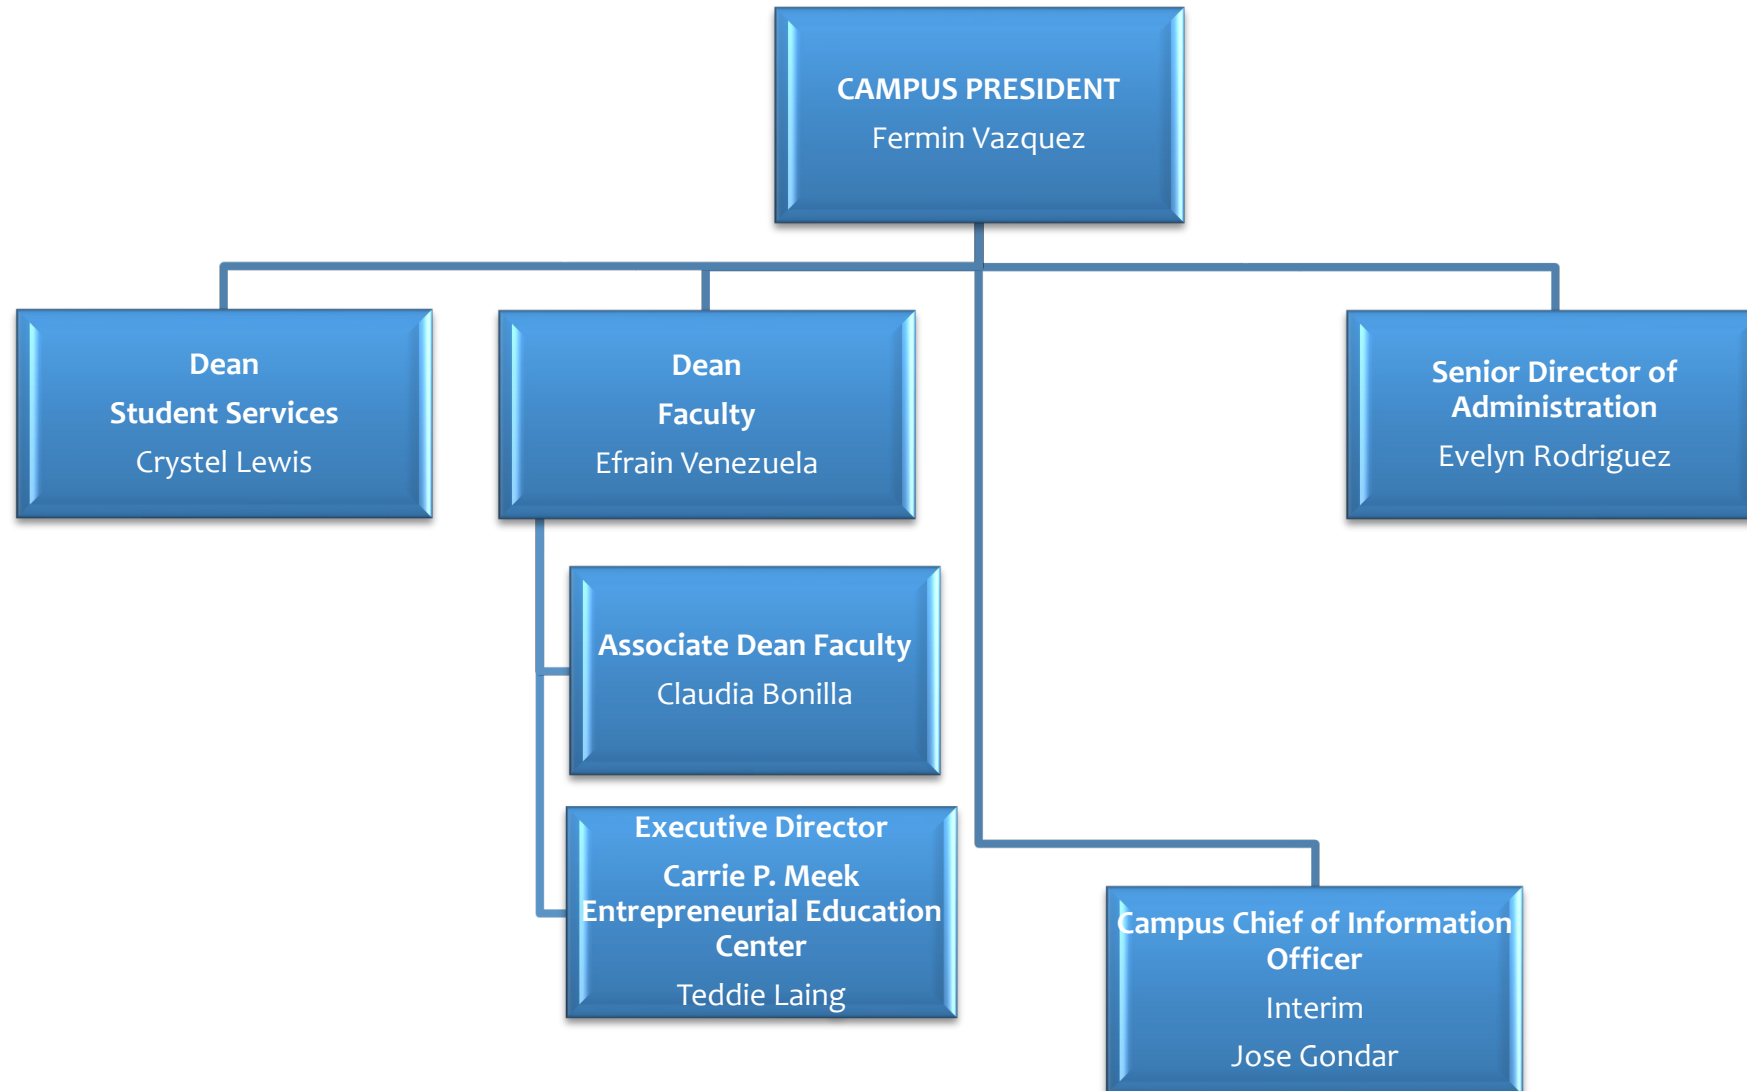 CAMPUS PRESIDENT
Fermin Vazquez
Dean
Student Services
Crystel Lewis
Dean
Faculty
Efrain Venezuela
Senior Director of
Administration
Evelyn Rodriguez
Associate Dean Faculty
Claudia Bonilla
Executive Director
Carrie P. Meek
Entrepreneurial Education
Center
Teddie Laing
Campus Chief of Information
Officer
Interim
Jose Gondar